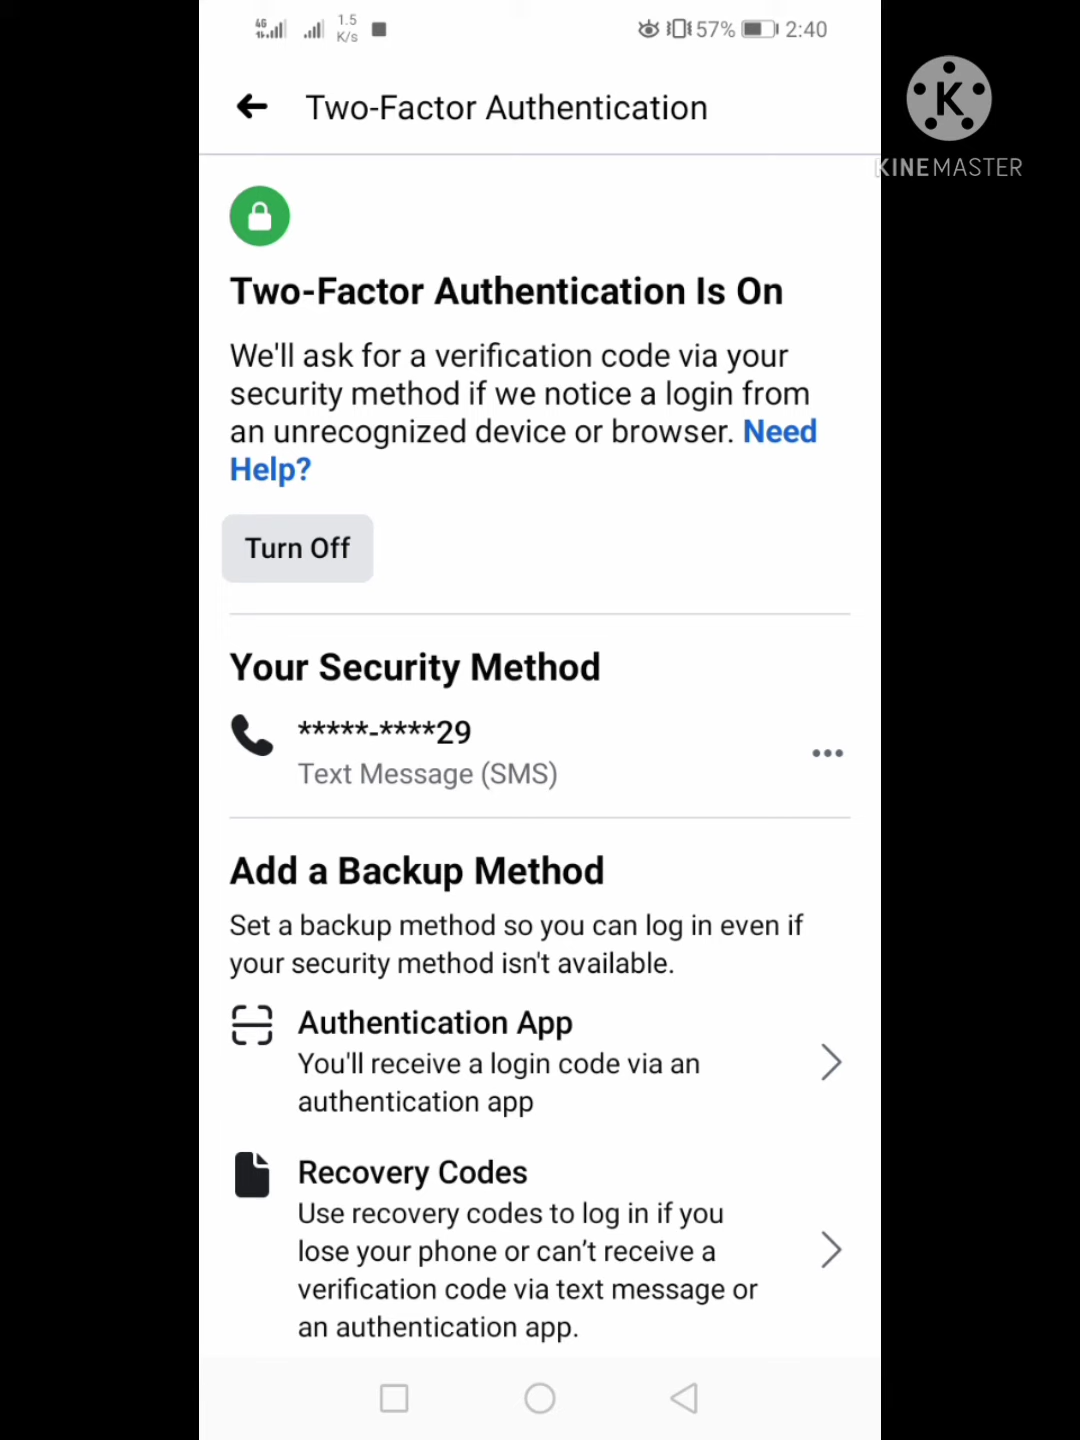 4G
1.5
K/s
57%
2:40
K
KINEMASTER
Two-Factor Authentication
Two-Factor Authentication Is On
We'll ask for a verification code via your
security method if we notice a login from
an unrecognized device or browser. Need
Help?
Turn Off
Your Security Method
*****-****29
Text Message (SMS)
Add a Backup Method
Set a backup method so you can log in even if
your security method isn't available.
Authentication App
You'll receive a login code via an
authentication app
Recovery Codes
Use recovery codes to log in if you
lose your phone or can’t receive a
verification code via text message or
an authentication app.